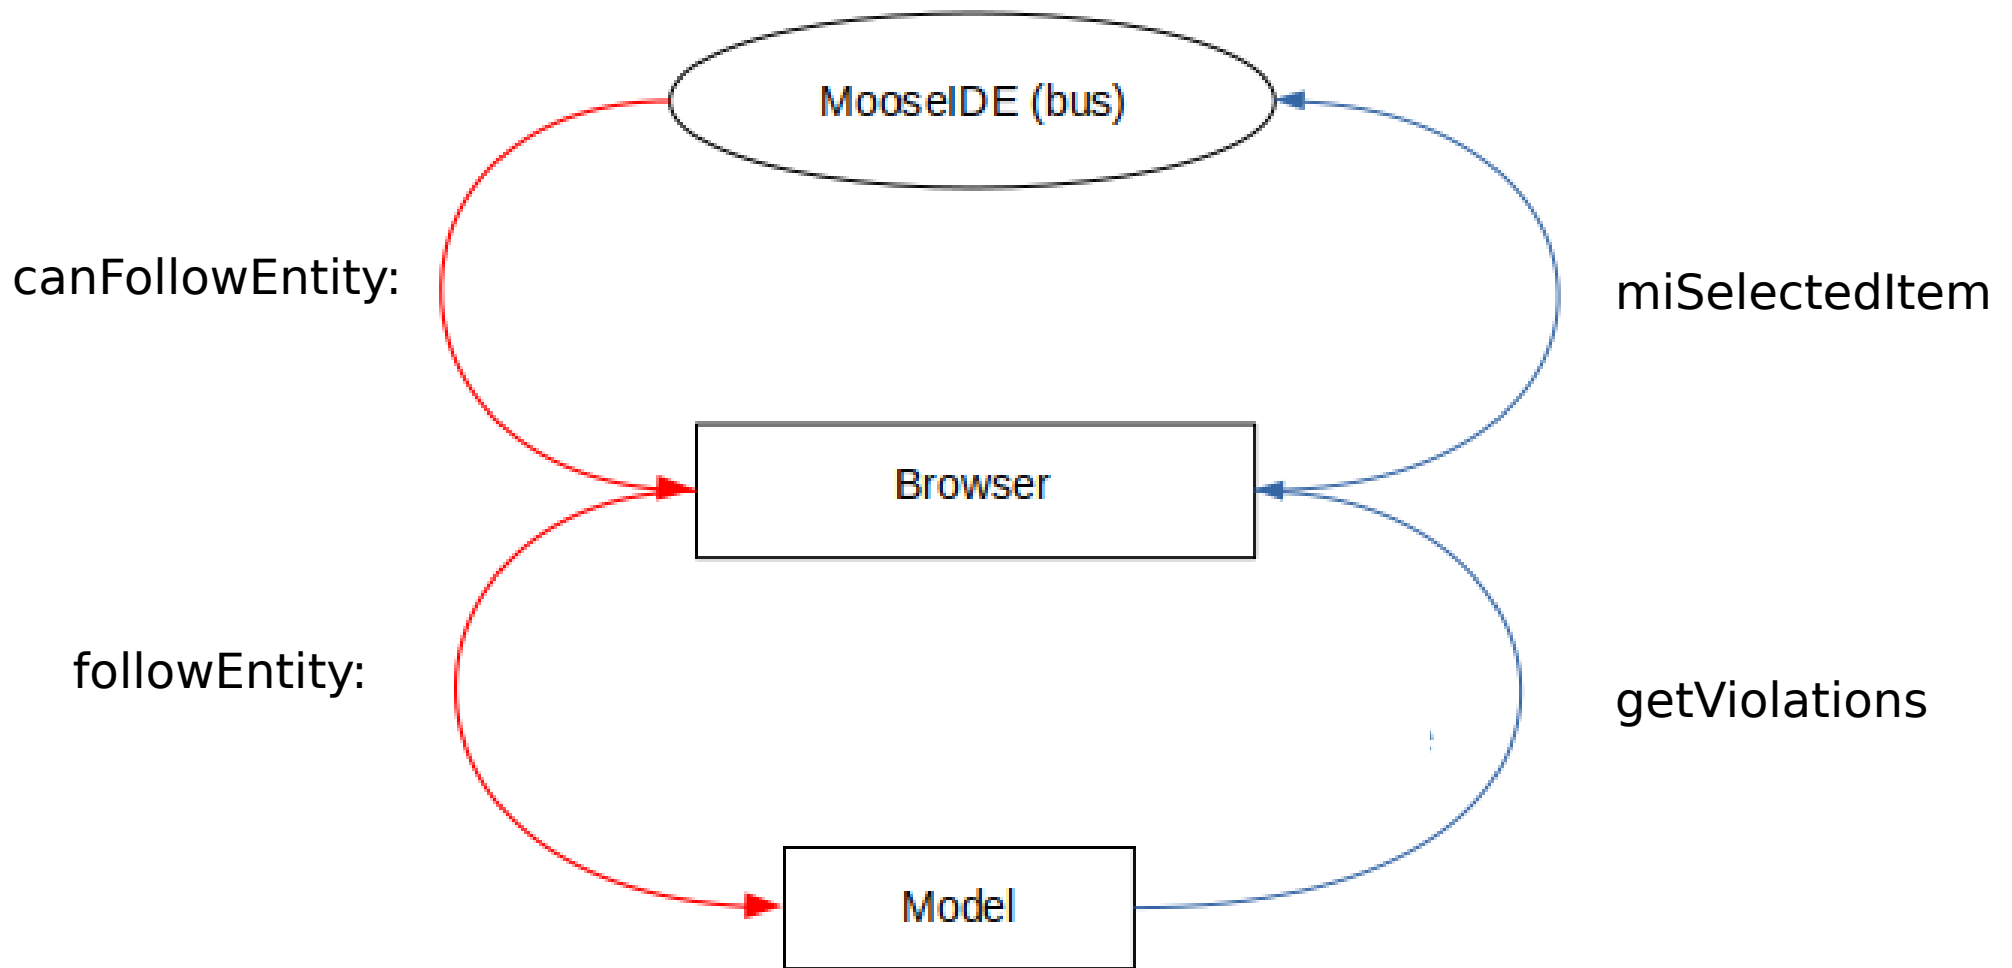 MooseIDE (bus)
canFollowEntity:
miSelectedItem
Browser
followEntity:
getViolations
Model